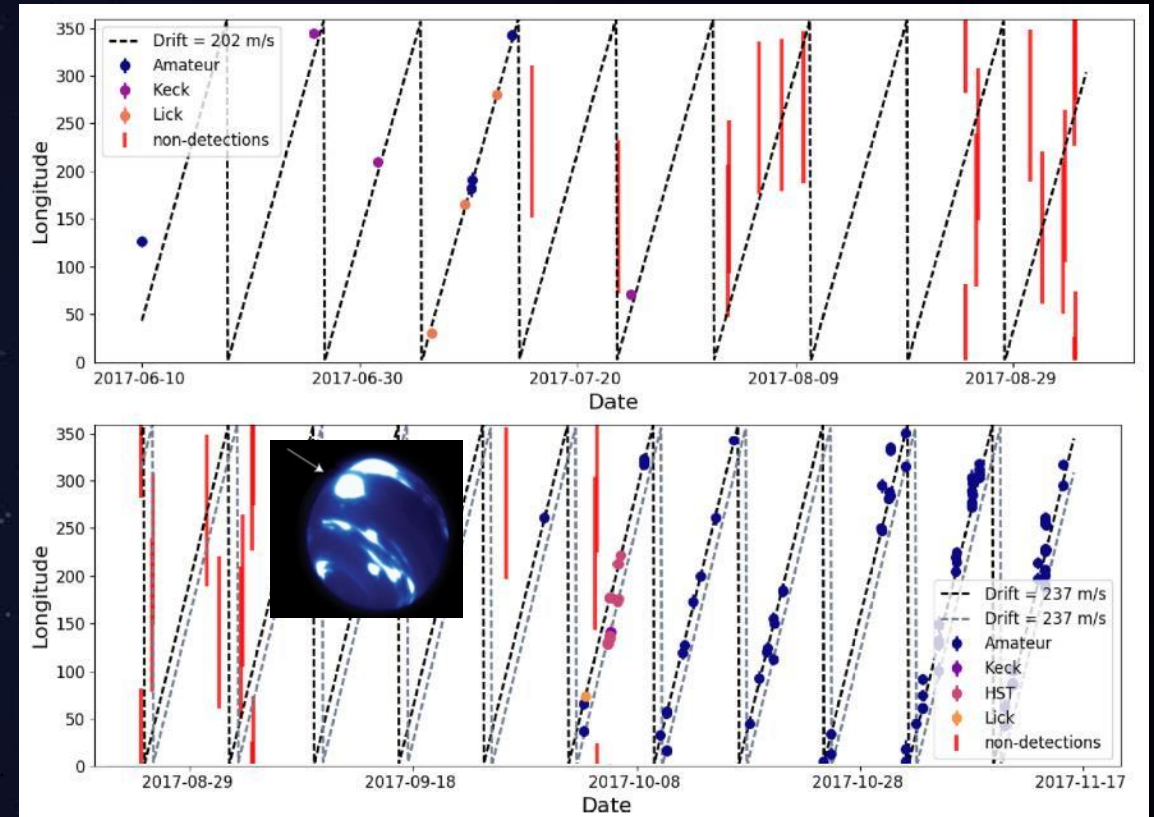 350
300
250
200
150
100
50
0
Longitude
Drift = 202 m/s
Amateur
Keck
Lick
non-detections
2017-06-10 2017-06-30 2017-07-20 2017-08-09 2017-08-29
Date
350
300
250
200
150
100
50
0
Longitude
Drift = 237 m/s
Drift = 237 m/s
Amateur
Keck
HST
Lick
non-detections
2017-08-29 2017-09-18 2017-10-08 2017-10-28 2017-11-17
Date